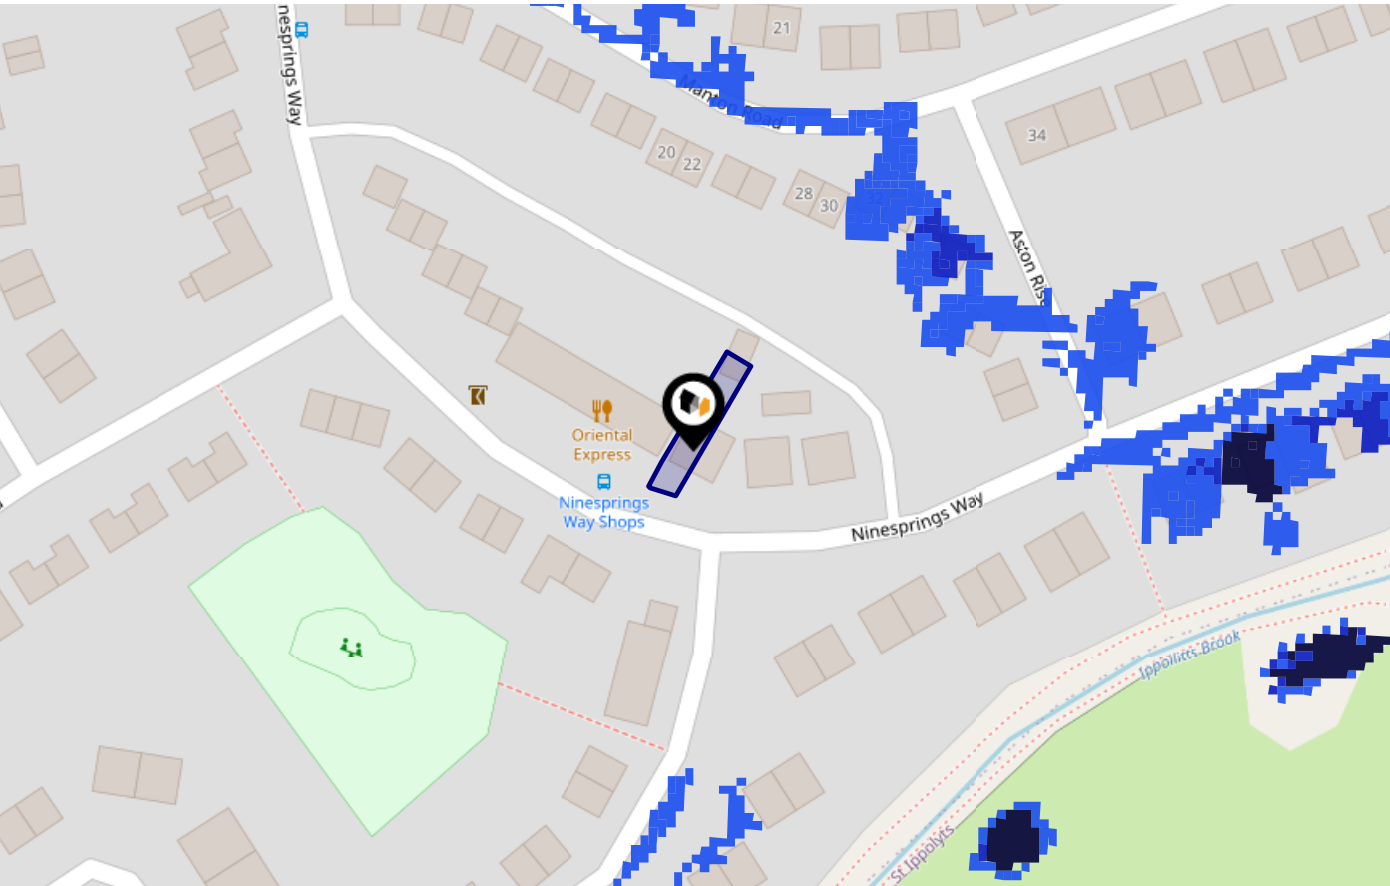 nesprings Way
21
Manton Road
34
20
22
28
30
32
Aston Rise
Oriental
Express
Ninesprings
Way Shops
Ninesprings Way
Ippollitts Brook
St Ippolyts